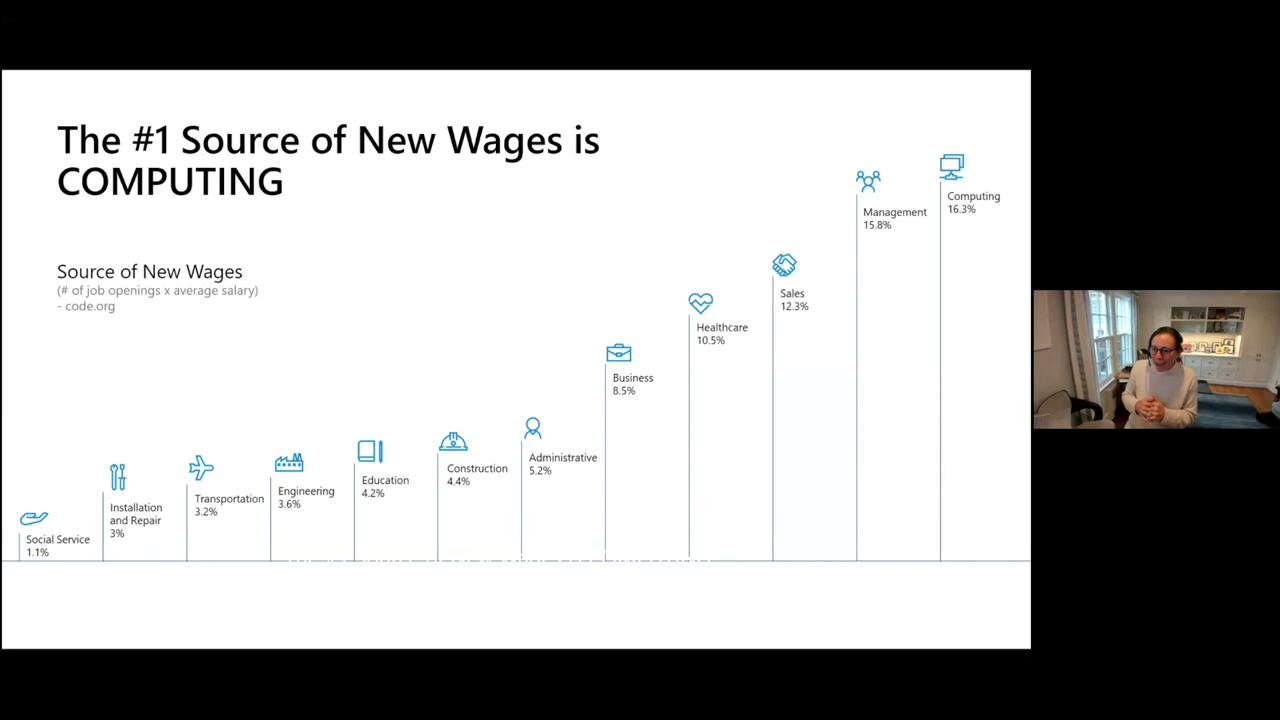 The #1 Source of New Wages is
COMPUTING
Source of New Wages
(# of job openings x average salary)
- code.org
Social Service
1.1%
Installation
and Repair
3%
Transportation
3.2%
Engineering
3.6%
Education
4.2%
Construction
4.4%
Administrative
5.2%
Business
8.5%
Healthcare
10.5%
Sales
12.3%
Management
15.8%
Computing
16.3%